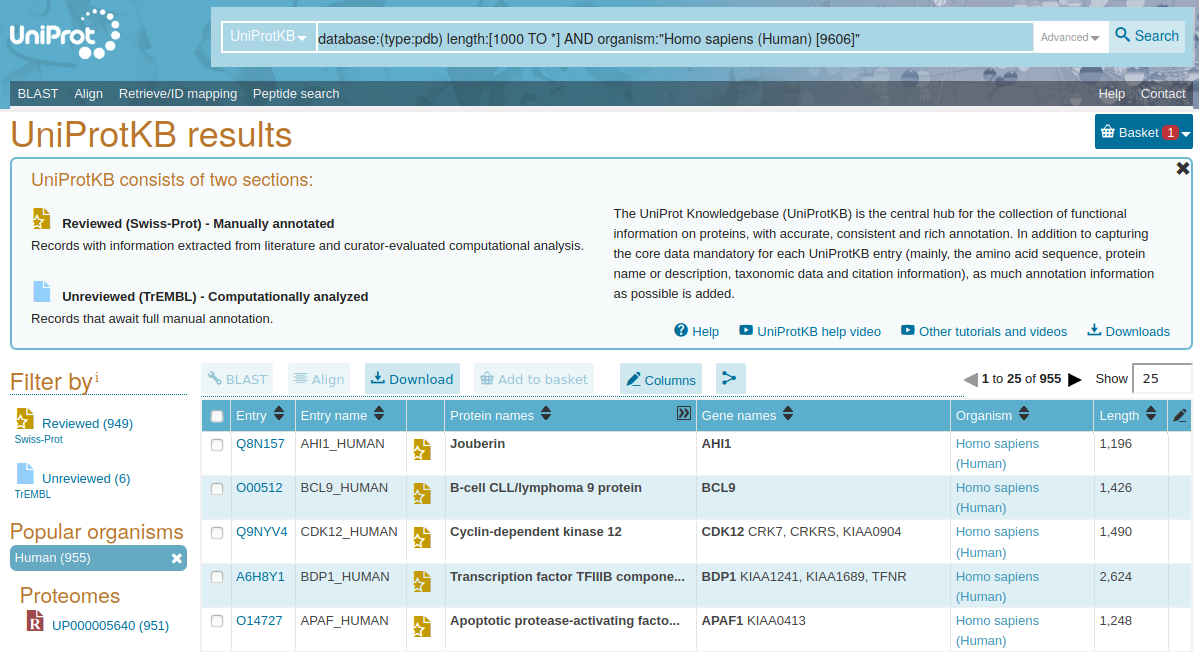 UniProt
UniProtKB
database:(type:pdb) length:[1000 TO *] AND organism:"Homo sapiens (Human) [9606]"
Advanced
Search
BLAST Align Retrieve/ID mapping Peptide search Help Contact
UniProtKB results
Basket 1
UniProtKB consists of two sections:
Reviewed (Swiss-Prot) - Manually annotated
Records with information extracted from literature and curator-evaluated computational analysis.
Unreviewed (TrEMBL) - Computationally analyzed
Records that await full manual annotation.
The UniProt Knowledgebase (UniProtKB) is the central hub for the collection of functional
information on proteins, with accurate, consistent and rich annotation. In addition to capturing
the core data mandatory for each UniProtKB entry (mainly, the amino acid sequence, protein
name or description, taxonomic data and citation information), as much annotation information
as possible is added.
Help UniProtKB help video Other tutorials and videos Downloads
Filter by i
Reviewed (949)
Swiss-Prot
Unreviewed (6)
TrEMBL
Popular organisms
Human (955)
Proteomes
UP000005640 (951)
BLAST Align Download Add to basket Columns 1 to 25 of 955 Show 25
Entry Entry name Protein names Gene names Organism Length
Q8N157 AHI1_HUMAN Jouberin AHI1 Homo sapiens 1,196
(Human)
O00512 BCL9_HUMAN B-cell CLL/lymphoma 9 protein BCL9 Homo sapiens 1,426
(Human)
Q9NYV4 CDK12_HUMAN Cyclin-dependent kinase 12 CDK12 CRK7, CRKRS, KIAA0904 Homo sapiens 1,490
(Human)
A6H8Y1 BDP1_HUMAN Transcription factor TFIIIB compone... BDP1 KIAA1241, KIAA1689, TFNR Homo sapiens 2,624
(Human)
O14727 APAF_HUMAN Apoptotic protease-activating facto... APAF1 KIAA0413 Homo sapiens 1,248
(Human)